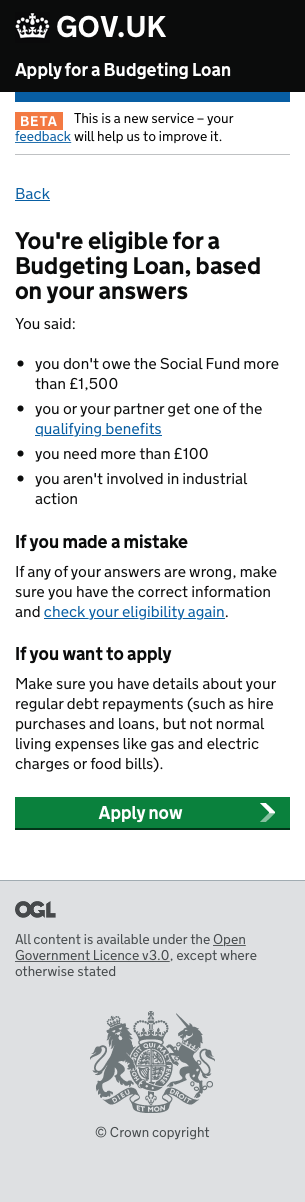 GOV.UK
Apply for a Budgeting Loan
BETA This is a new service – your
feedback will help us to improve it.
Back
You're eligible for a
Budgeting Loan, based
on your answers
You said:
you don't owe the Social Fund more
than £1,500
you or your partner get one of the
qualifying benefits
you need more than £100
you aren't involved in industrial
action
If you made a mistake
If any of your answers are wrong, make
sure you have the correct information
and check your eligibility again.
If you want to apply
Make sure you have details about your
regular debt repayments (such as hire
purchases and loans, but not normal
living expenses like gas and electric
charges or food bills).
Apply now
OGL
All content is available under the Open
Government Licence v3.0, except where
otherwise stated
DIEU ET MON DROIT
© Crown copyright